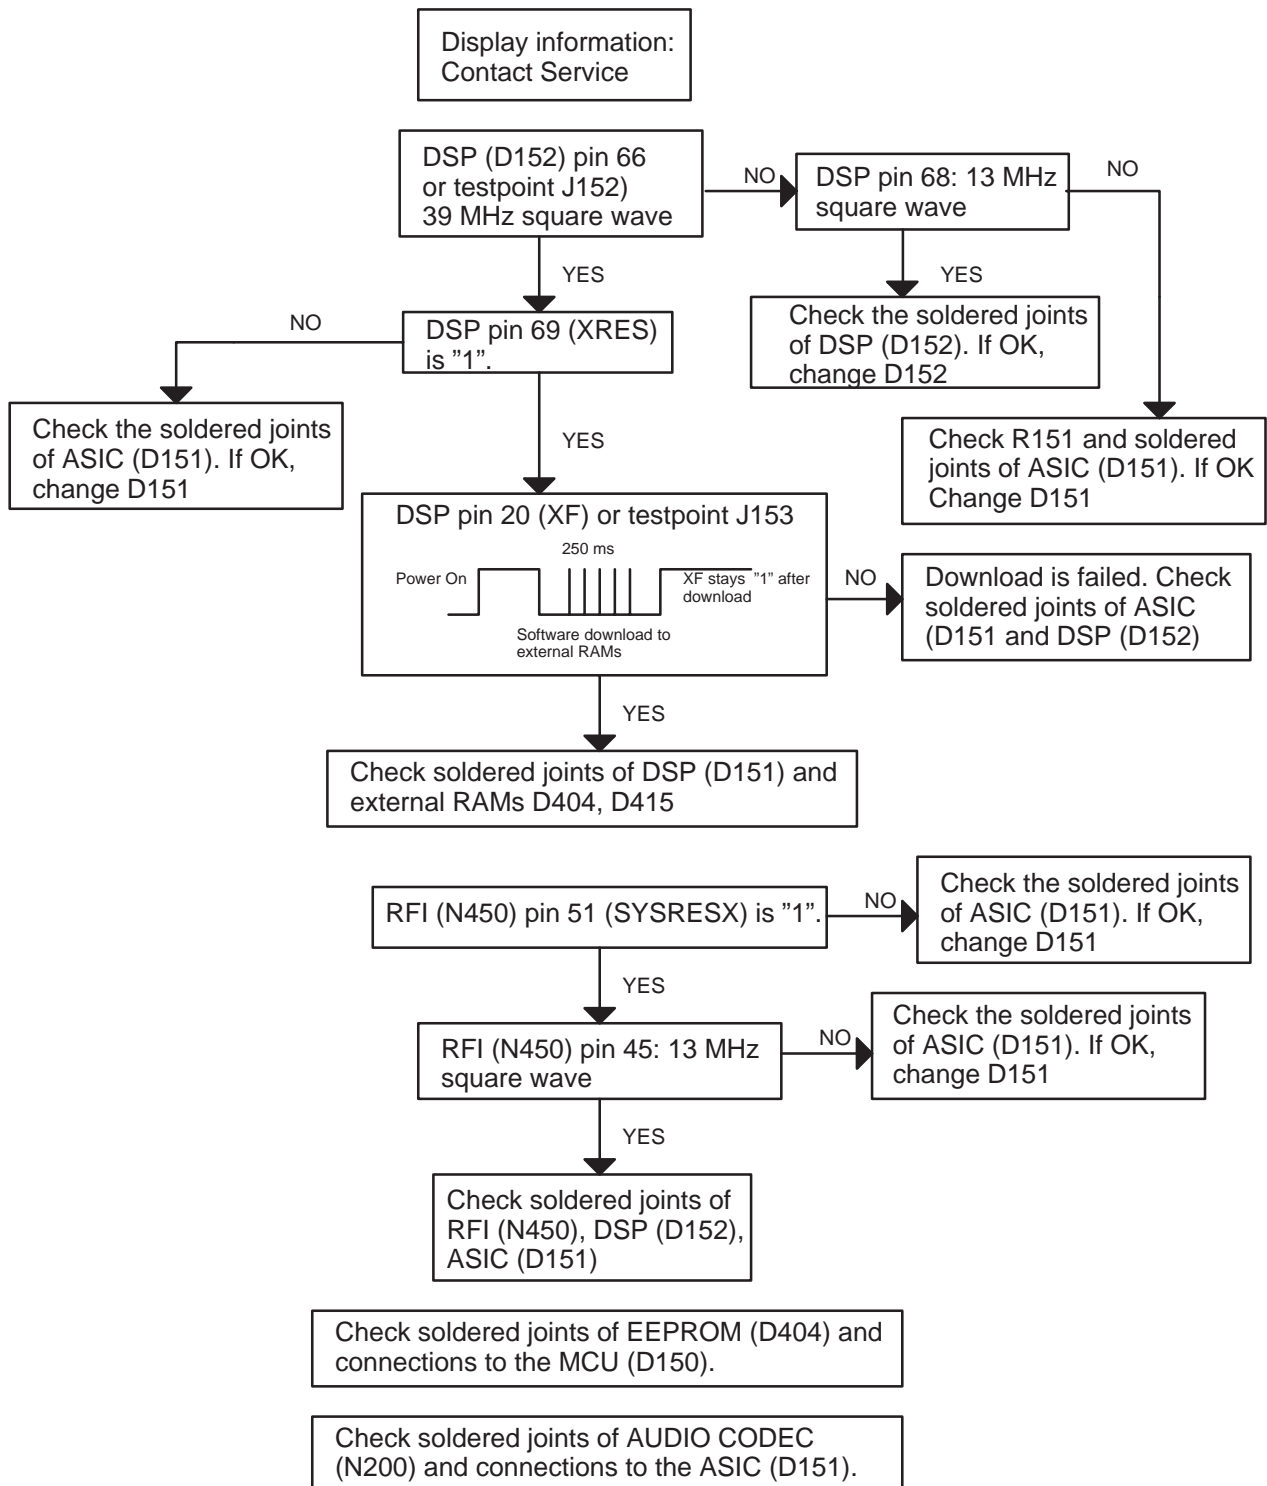 Display information:
Contact Service
DSP (D152) pin 66
or testpoint J152)
39 MHz square wave
NO
DSP pin 68: 13 MHz
square wave
NO
YES
YES
Check the soldered joints
of DSP (D152). If OK,
change D152
NO
DSP pin 69 (XRES)
is ”1”.
Check the soldered joints
of ASIC (D151). If OK,
change D151
YES
Check R151 and soldered
joints of ASIC (D151). If OK
Change D151
DSP pin 20 (XF) or testpoint J153
250 ms
Power On
XF stays ”1” after
download
Software download to
external RAMs
NO
Download is failed. Check
soldered joints of ASIC
(D151 and DSP (D152)
YES
Check soldered joints of DSP (D151) and
external RAMs D404, D415
RFI (N450) pin 51 (SYSRESX) is ”1”.
NO
Check the soldered joints
of ASIC (D151). If OK,
change D151
YES
RFI (N450) pin 45: 13 MHz
square wave
NO
Check the soldered joints
of ASIC (D151). If OK,
change D151
YES
Check soldered joints of
RFI (N450), DSP (D152),
ASIC (D151)
Check soldered joints of EEPROM (D404) and
connections to the MCU (D150).
Check soldered joints of AUDIO CODEC
(N200) and connections to the ASIC (D151).